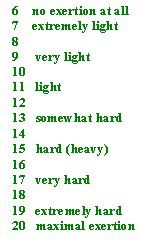 6 no exertion at all
7 extremely light
8
9 very light
10
11 light
12
13 somewhat hard
14
15 hard (heavy)
16
17 very hard
18
19 extremely hard
20 maximal exertion